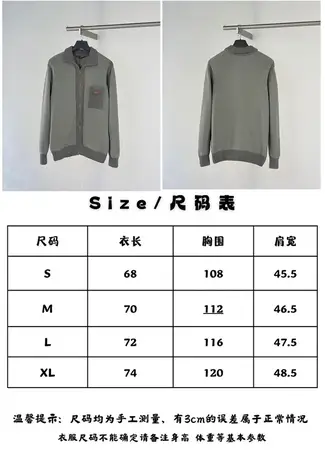 Size/尺码表
尺码 衣长 胸围 肩宽
S 68 108 45.5
M 70 112 46.5
L 72 116 47.5
XL 74 120 48.5
温馨提示：尺码均为手工测量、有3cm的误差属于正常情况
衣服尺码不能确定请备注身高 体重等基本参数